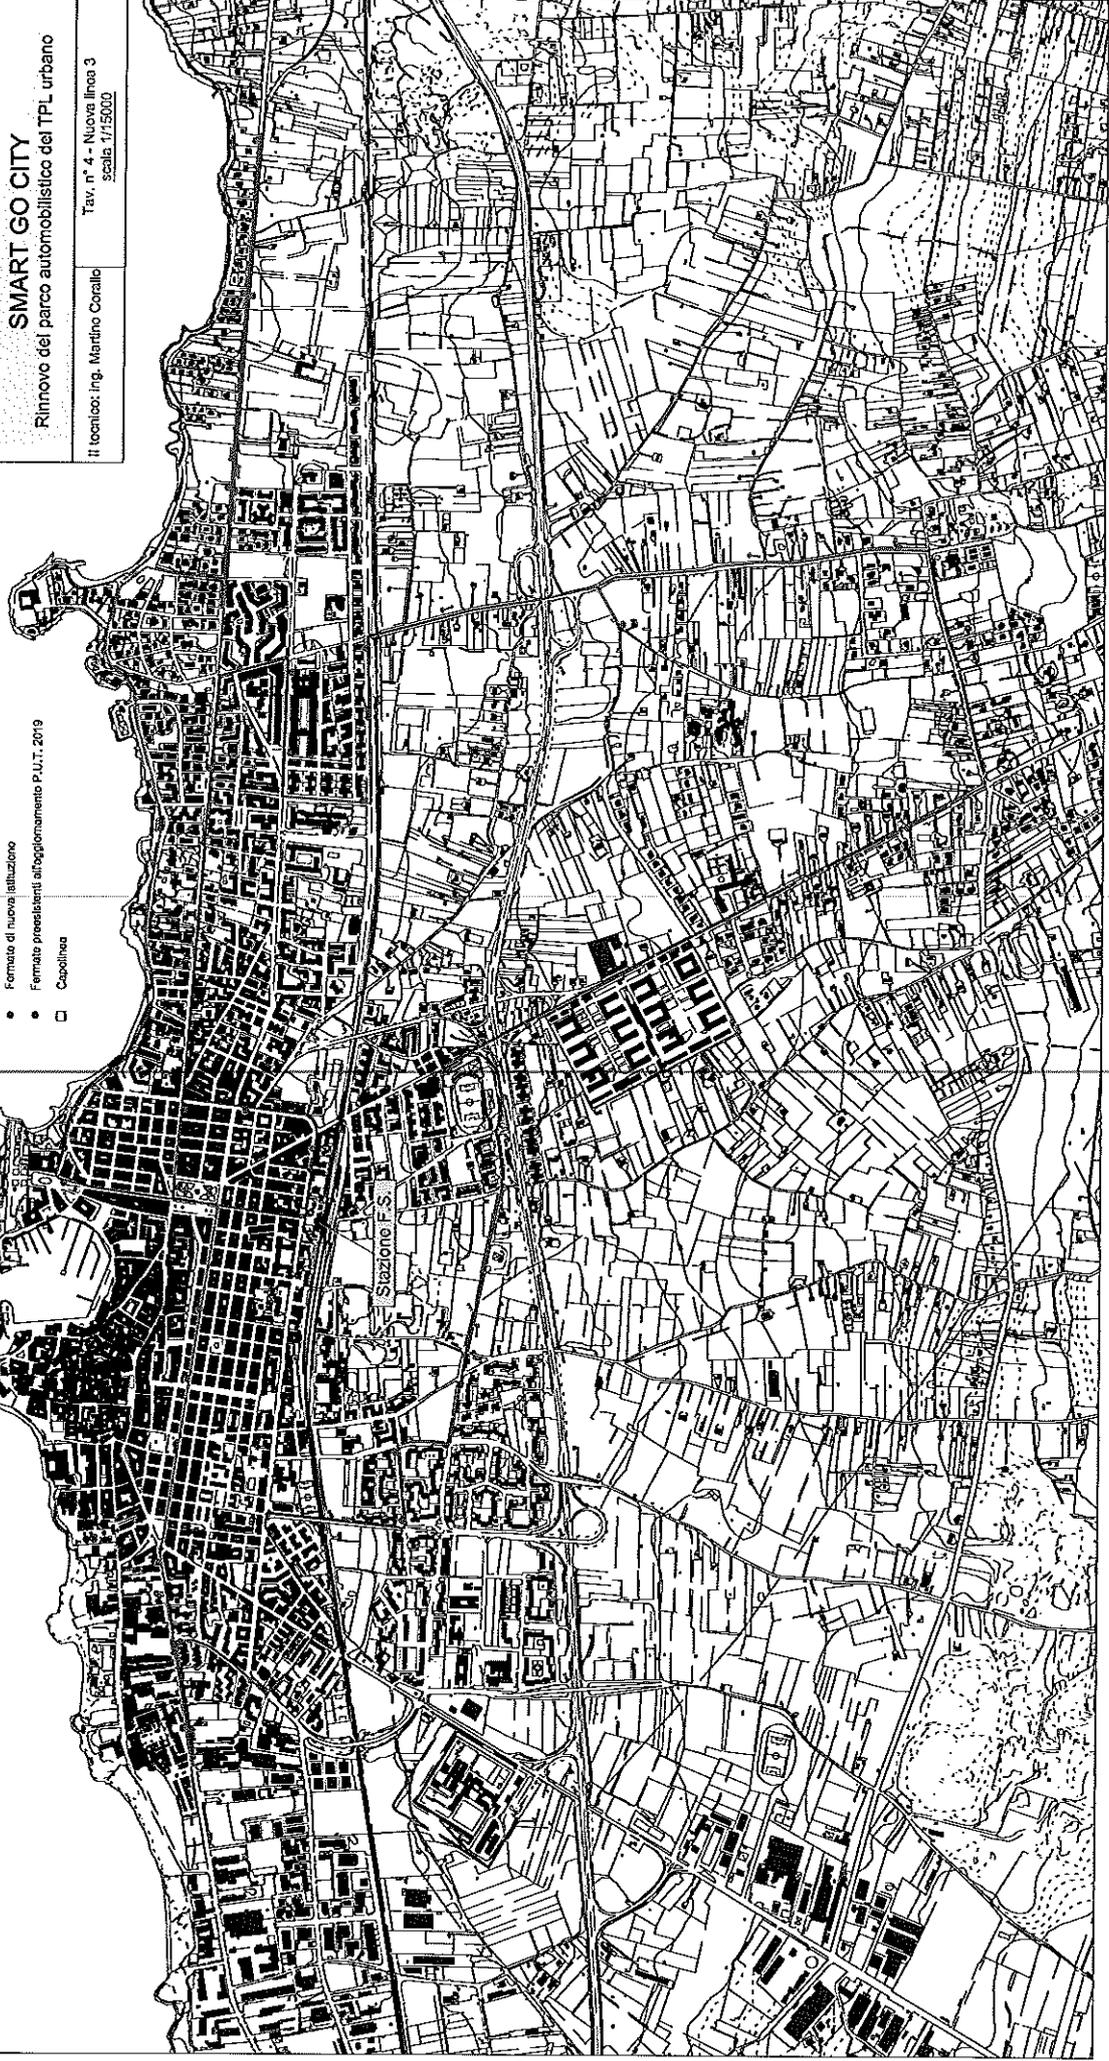 SMART GO CITY
Rinnovo del parco automobilistico del TPL urbano
Il tecnico: ing. Martino Corallo
Tav. n° 4 - Nuova linea 3
scala 1/15000
Fermate di nuova istituzione
Fermate preesistenti all'aggiornamento P.U.T. 2019
Capolinea
Stazione F.S.